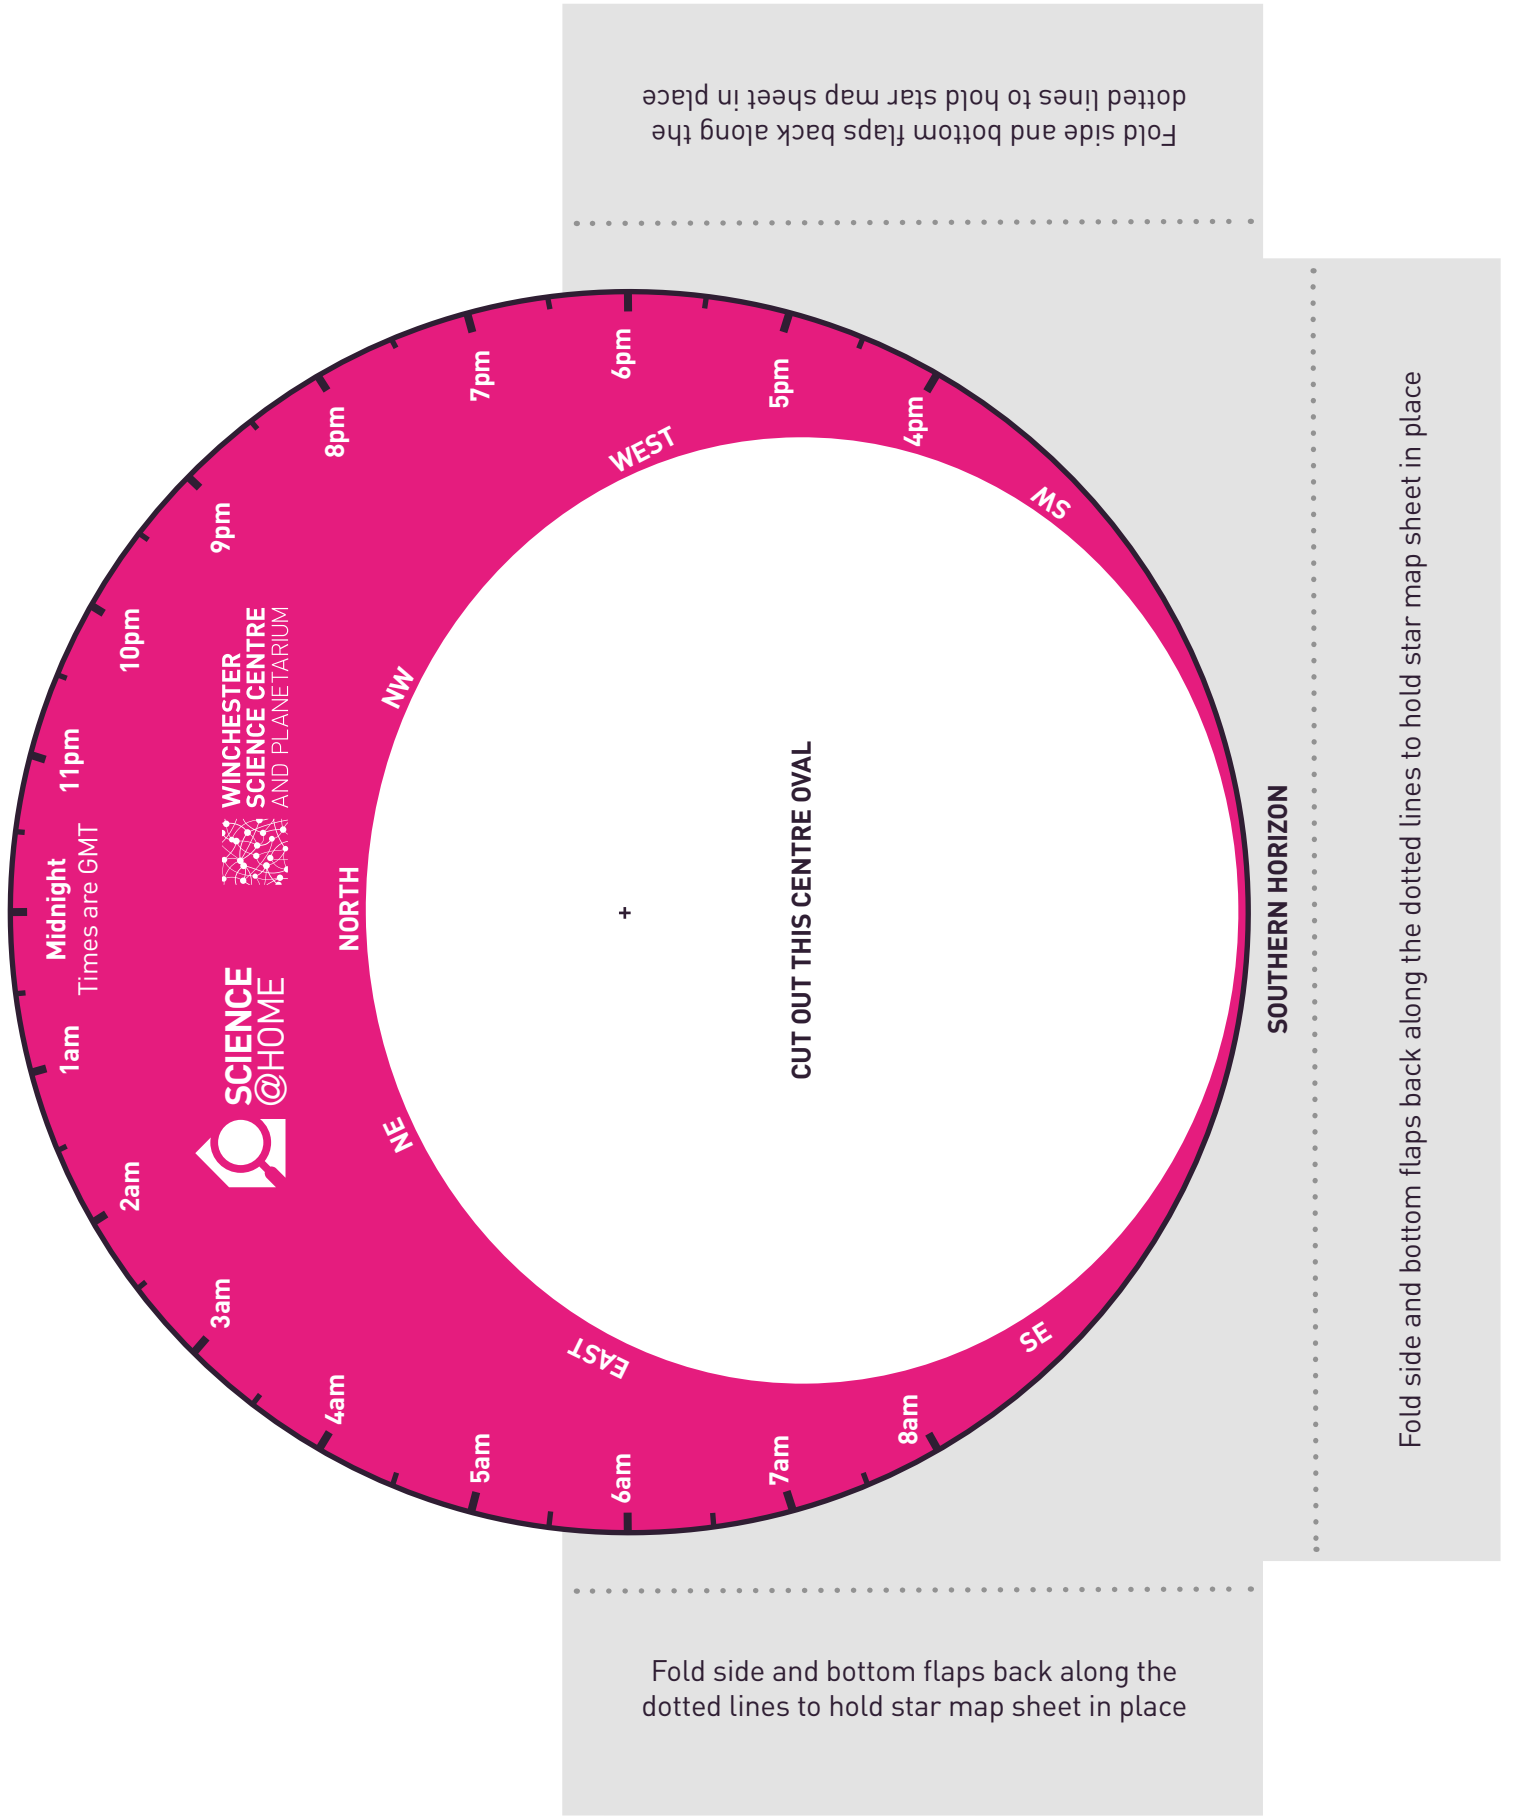 Fold side and bottom flaps back along the
dotted lines to hold star map sheet in place
Midnight
Times are GMT
11pm
10pm
9pm
8pm
7pm
6pm
5pm
4pm
1am
2am
3am
4am
5am
6am
7am
8am
SCIENCE
@HOME
WINCHESTER
SCIENCE CENTRE
AND PLANETARIUM
NORTH
NW
WEST
SW
NE
EAST
SE
+
CUT OUT THIS CENTRE OVAL
SOUTHERN HORIZON
Fold side and bottom flaps back along the dotted lines to hold star map sheet in place
Fold side and bottom flaps back along the
dotted lines to hold star map sheet in place